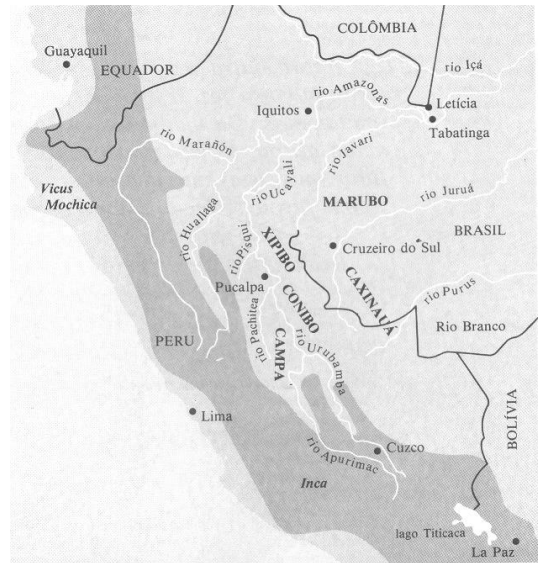 COLÔMBIA
Guayaquil
EQUADOR
rio Içá
rio Amazonas
Iquitos
Letícia
Tabatinga
rio Marañón
rio Javari
rio Ucayali
Vicus
Mochica
MARUBO
rio Juruá
rio Huallaga
BRASIL
XIPIBO
rio Pisqui
Cruzeiro do Sul
CAXINAUÁ
Pucalpa
CONIBO
rio Purus
rio Pachitea
Rio Branco
PERU
CAMPA
rio Urubamba
BOLÍVIA
Lima
Cuzco
rio Apurimac
Inca
lago Titicaca
La Paz